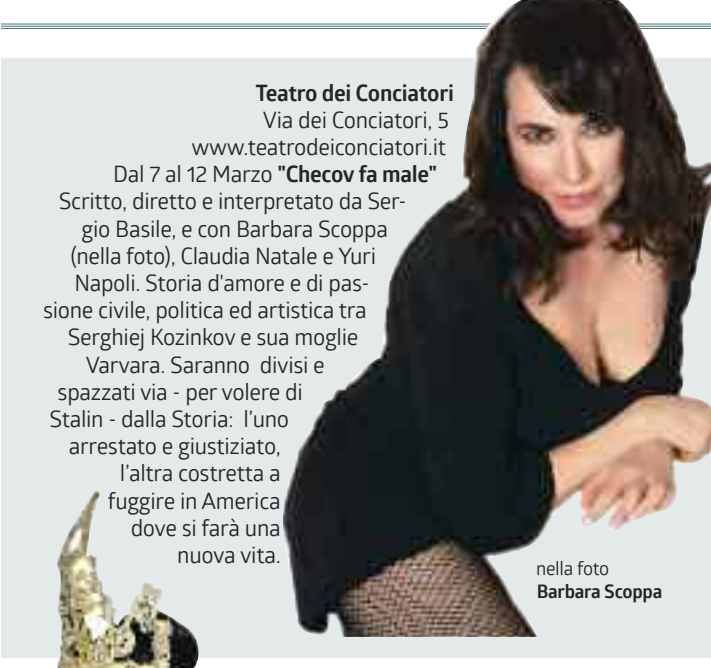 Teatro dei Conciatori
Via dei Conciatori, 5
www.teatrodeiconciatori.it
Dal 7 al 12 Marzo "Checov fa male"
Scritto, diretto e interpretato da Ser-
gio Basile, e con Barbara Scoppa
(nella foto), Claudia Natale e Yuri
Napoli. Storia d'amore e di pas-
sione civile, politica ed artistica tra
Serghiej Kozinkov e sua moglie
Varvara. Saranno divisi e
spazzati via - per volere di
Stalin - dalla Storia: l'uno
arrestato e giustiziato,
l'altra costretta a
fuggire in America
dove si farà una
nuova vita.
nella foto
Barbara Scoppa